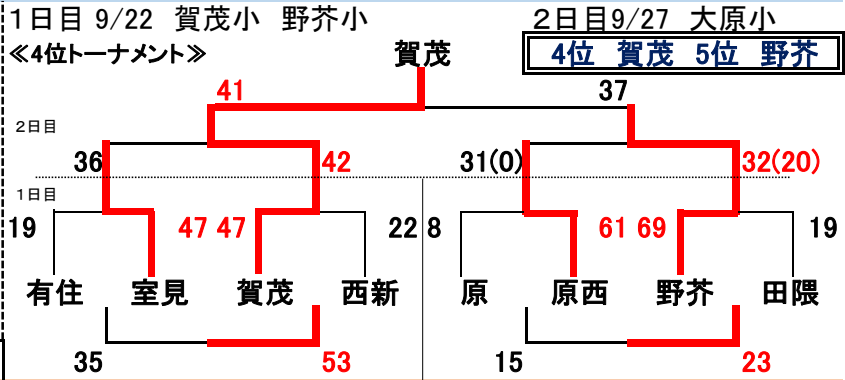 1日目 9/22 賀茂小 野芥小 2日目9/27 大原小
≪4位トーナメント≫ 賀茂 4位 賀茂 5位 野芥
41 37
2日目
36 42 31(0) 32(20)
1日目
19 47 47 22 8 61 69 19
有住 室見 賀茂 西新 原 原西 野芥 田隈
35 53 15 23